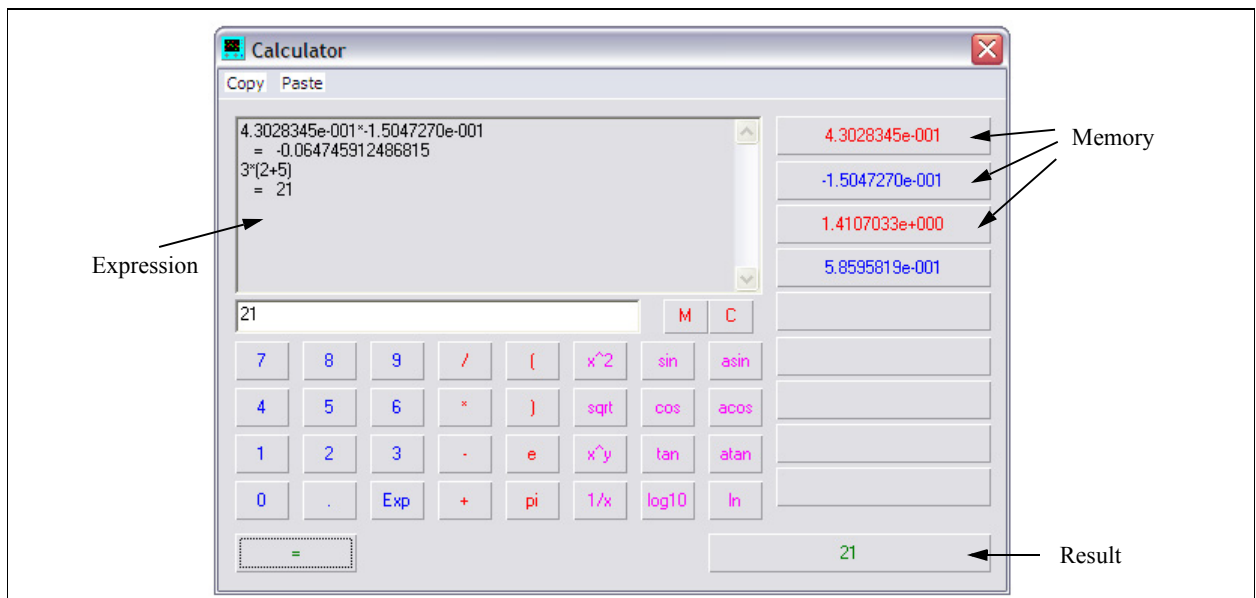 Calculator
Copy Paste
4.3028345e-001*-1.5047270e-001
= -0.064745912486815
3*(2+5)
= 21
Expression
4.3028345e-001
-1.5047270e-001
1.4107033e+000
5.8595819e-001
Memory
21
M C
7 8 9 / ( x^2 sin asin
4 5 6 * ) sqrt cos acos
1 2 3 - e x^y tan atan
0 . Exp + pi 1/x log10 ln
=
21
Result